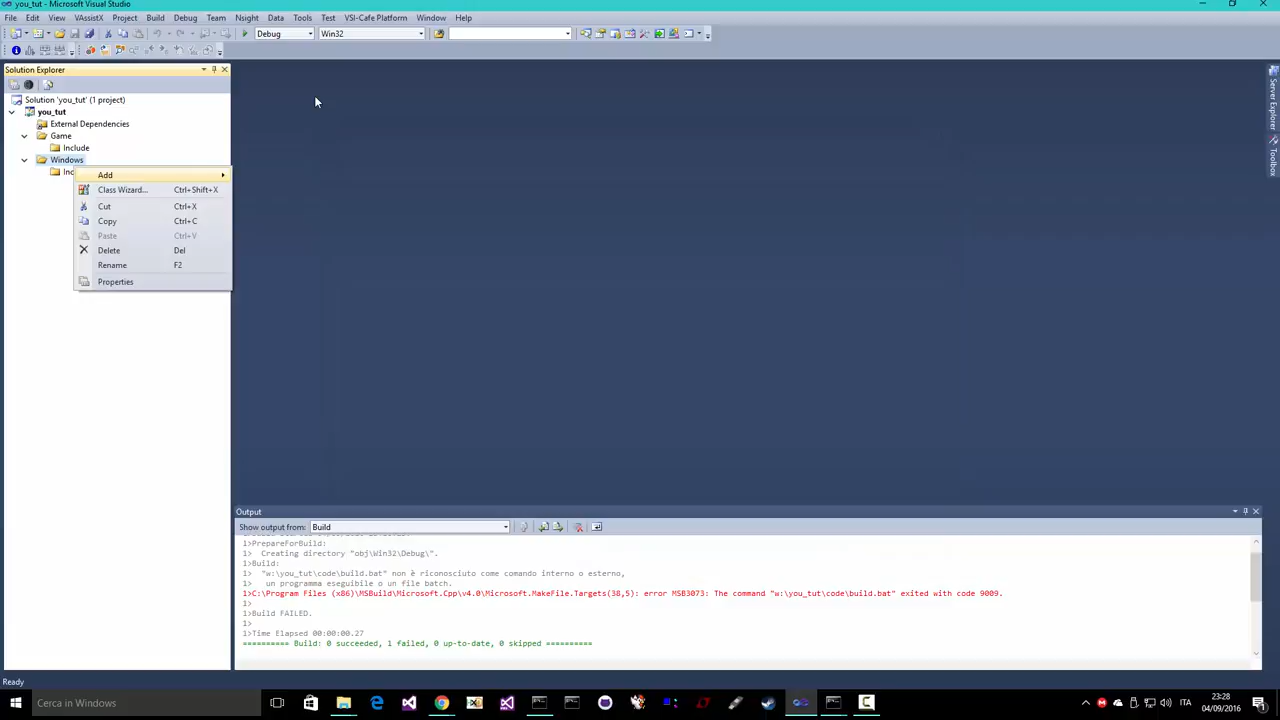 you_tut - Microsoft Visual Studio
File Edit View VAssistX Project Build Debug Team Nsight Data Tools Test VSI-Cafe Platform Window Help
Debug Win32
Solution Explorer
Solution 'you_tut' (1 project)
you_tut
External Dependencies
Game
Include
Windows
Add
Class Wizard... Ctrl+Shift+X
Cut Ctrl+X
Copy Ctrl+C
Paste Ctrl+V
Delete Del
Rename F2
Properties
Server Explorer
Toolbox
Output
Show output from: Build
1>PrepareForBuild:
1> Creating directory "obj\Win32\Debug\".
1>Build:
1> "w:\you_tut\code\build.bat" non è riconosciuto come comando interno o esterno,
1> un programma eseguibile o un file batch.
1>C:\Program Files (x86)\MSBuild\Microsoft.Cpp\v4.0\Microsoft.MakeFile.Targets(38,5): error MSB3073: The command "w:\you_tut\code\build.bat" exited with code 9009.
1>
1>Build FAILED.
1>
1>Time Elapsed 00:00:00.27
========== Build: 0 succeeded, 1 failed, 0 up-to-date, 0 skipped ==========
Ready
Cerca in Windows
ITA
23:28
04/09/2016